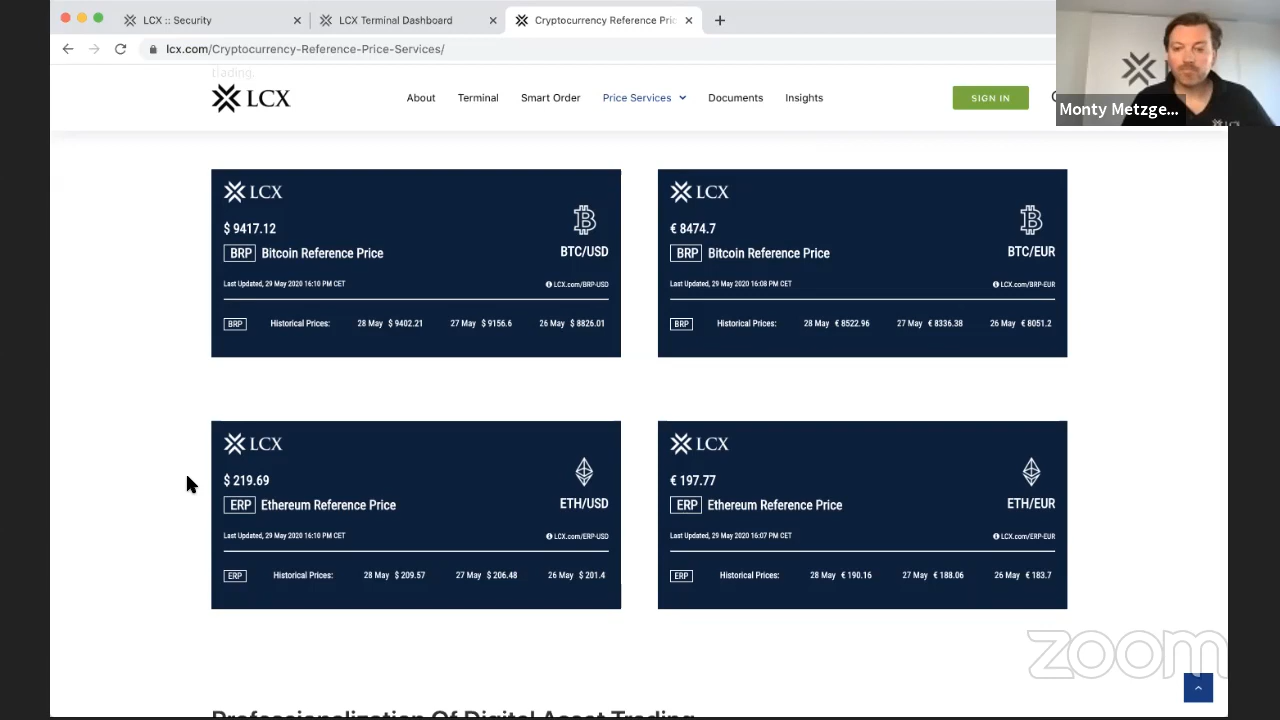 LCX :: Security
LCX Terminal Dashboard
Cryptocurrency Reference Pric
lcx.com/Cryptocurrency-Reference-Price-Services/
trading.
LCX
About
Terminal
Smart Order
Price Services
Documents
Insights
SIGN IN
Monty Metzge...
LCX
$ 9417.12
BRP Bitcoin Reference Price
BTC/USD
Last Updated, 29 May 2020 16:10 PM CET
LCX.com/BRP-USD
BRP Historical Prices: 28 May $ 9402.21 27 May $ 9156.6 26 May $ 8826.01
LCX
€ 8474.7
BRP Bitcoin Reference Price
BTC/EUR
Last Updated, 29 May 2020 16:08 PM CET
LCX.com/BRP-EUR
BRP Historical Prices: 28 May € 8522.96 27 May € 8336.38 26 May € 8051.2
LCX
$ 219.69
ERP Ethereum Reference Price
ETH/USD
Last Updated, 29 May 2020 16:10 PM CET
LCX.com/ERP-USD
ERP Historical Prices: 28 May $ 209.57 27 May $ 206.48 26 May $ 201.4
LCX
€ 197.77
ERP Ethereum Reference Price
ETH/EUR
Last Updated, 29 May 2020 16:07 PM CET
LCX.com/ERP-EUR
ERP Historical Prices: 28 May € 190.16 27 May € 188.06 26 May € 183.7
zoom
Professionalization Of Digital Asset Trading